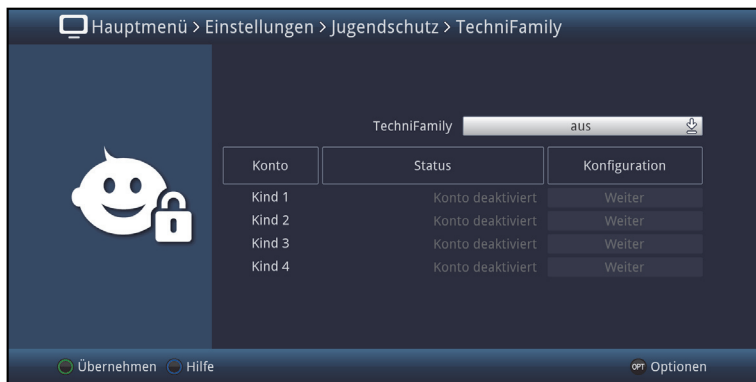 Hauptmenü > Einstellungen > Jugendschutz > TechniFamily
TechniFamily aus
Konto Status Konfiguration
Kind 1 Konto deaktiviert Weiter
Kind 2 Konto deaktiviert Weiter
Kind 3 Konto deaktiviert Weiter
Kind 4 Konto deaktiviert Weiter
Übernehmen Hilfe OPT Optionen